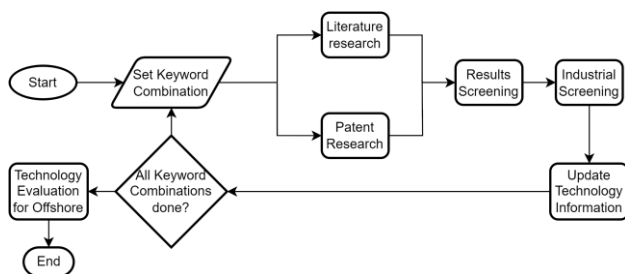 Start
Set Keyword
Combination
Literature
research
Patent
Research
Results
Screening
Industrial
Screening
Update
Technology
Information
All Keyword
Combinations
done?
Technology
Evaluation
for Offshore
End